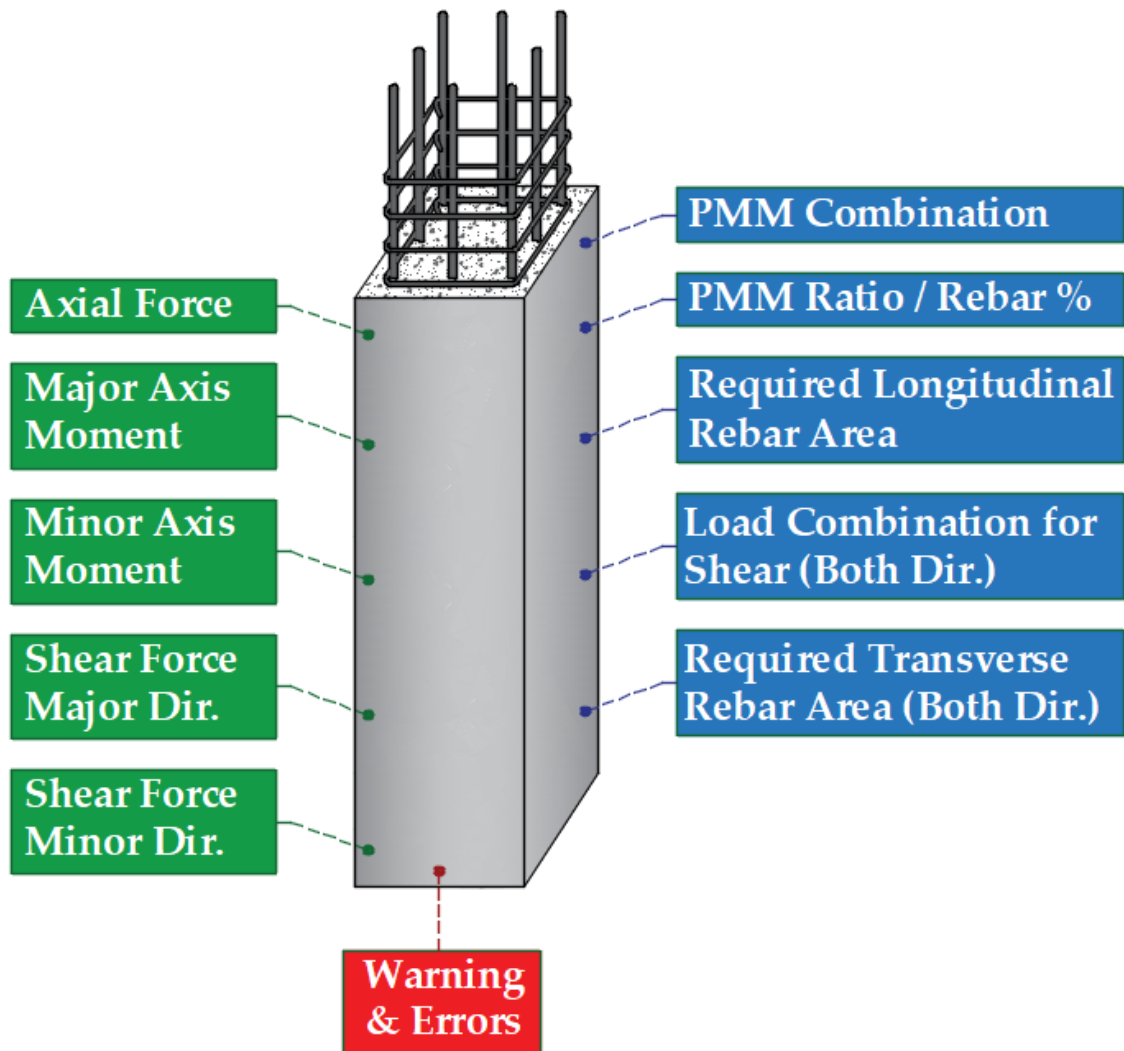 Axial Force
Major Axis
Moment
Minor Axis
Moment
Shear Force
Major Dir.
Shear Force
Minor Dir.
PMM Combination
PMM Ratio / Rebar %
Required Longitudinal
Rebar Area
Load Combination for
Shear (Both Dir.)
Required Transverse
Rebar Area (Both Dir.)
Warning
& Errors